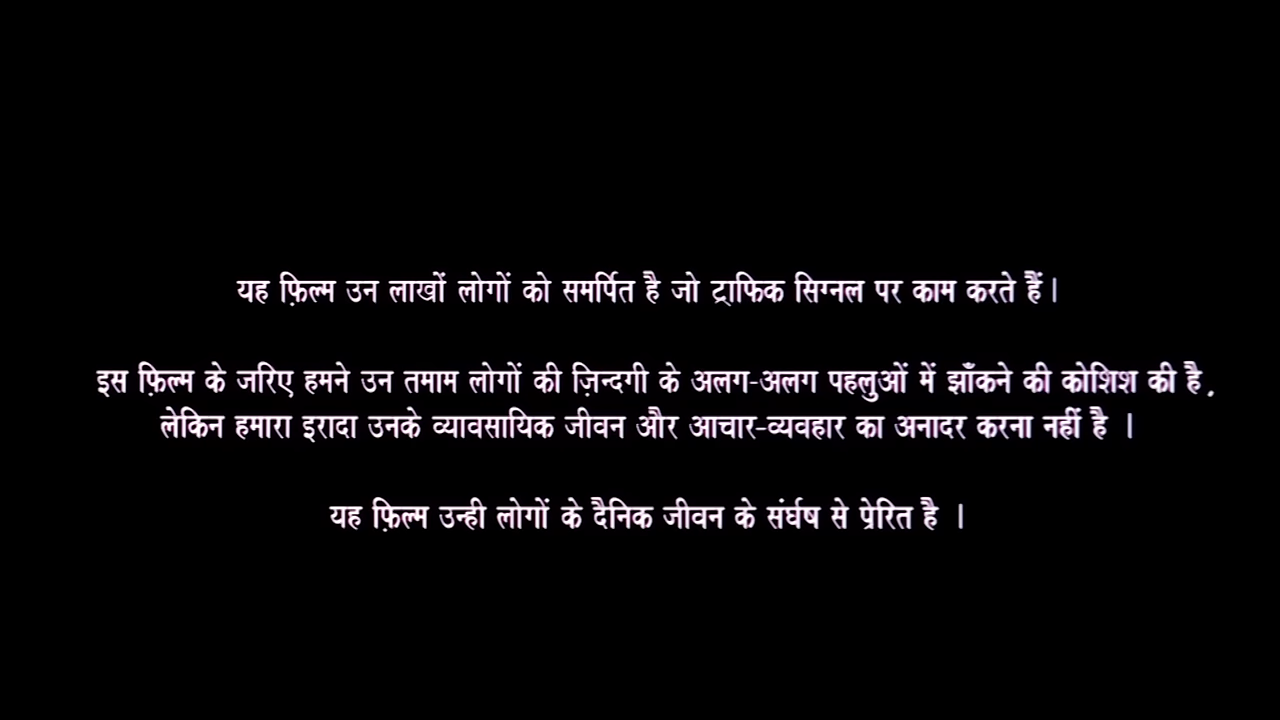 यह फ़िल्म उन लाखों लोगों को समर्पित है जो ट्राफिक सिग्नल पर काम करते हैं।
इस फ़िल्म के जरिए हमने उन तमाम लोगों की ज़िन्दगी के अलग-अलग पहलुओं में झाँकने की कोशिश की है,
लेकिन हमारा इरादा उनके व्यावसायिक जीवन और आचार-व्यवहार का अनादर करना नहीं है ।
यह फ़िल्म उन्ही लोगों के दैनिक जीवन के संर्घष से प्रेरित है ।